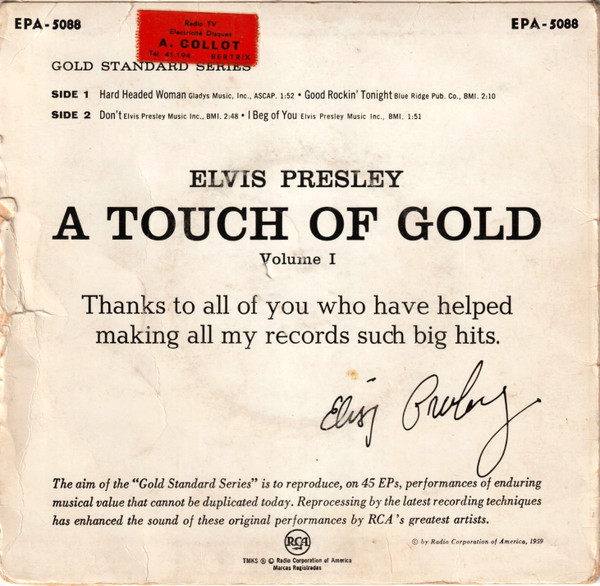 EPA-5088
Radio TV
Electricité Disques
A. COLLOT
Tél. 41.194 BERTRIX
EPA-5088
GOLD STANDARD SERIES
SIDE 1 Hard Headed Woman Gladys Music, Inc., ASCAP. 1:52 • Good Rockin' Tonight Blue Ridge Pub. Co., BMI. 2:10
SIDE 2 Don't Elvis Presley Music Inc., BMI. 2:48 • I Beg of You Elvis Presley Music Inc., BMI. 1:51
ELVIS PRESLEY
A TOUCH OF GOLD
Volume I
Thanks to all of you who have helped
making all my records such big hits.
Elvis Presley
The aim of the "Gold Standard Series" is to reproduce, on 45 EPs, performances of enduring
musical value that cannot be duplicated today. Reprocessing by the latest recording techniques
has enhanced the sound of these original performances by RCA's greatest artists.
RCA
© by Radio Corporation of America, 1959
TMKS ® © Radio Corporation of America
Marcas Registradas